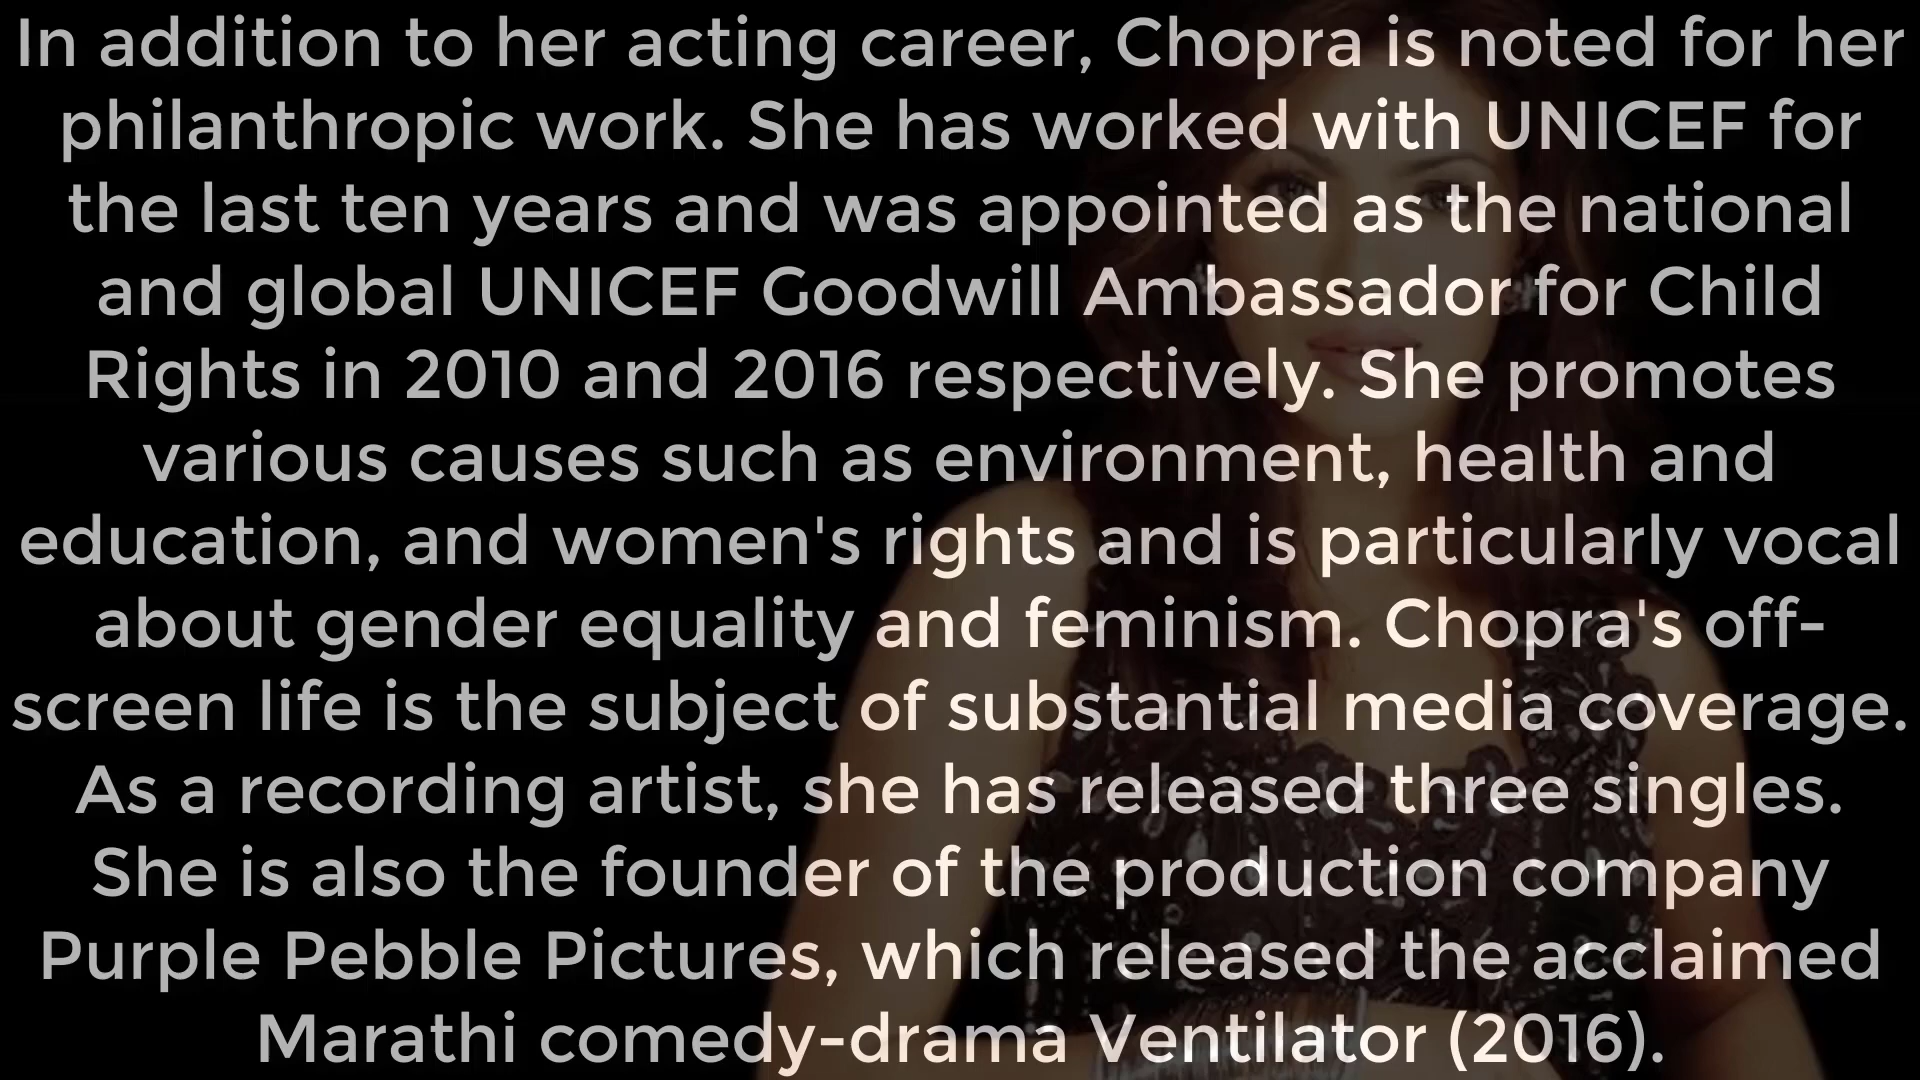 In addition to her acting career, Chopra is noted for her
philanthropic work. She has worked with UNICEF for
the last ten years and was appointed as the national
and global UNICEF Goodwill Ambassador for Child
Rights in 2010 and 2016 respectively. She promotes
various causes such as environment, health and
education, and women's rights and is particularly vocal
about gender equality and feminism. Chopra's off-
screen life is the subject of substantial media coverage.
As a recording artist, she has released three singles.
She is also the founder of the production company
Purple Pebble Pictures, which released the acclaimed
Marathi comedy-drama Ventilator (2016).